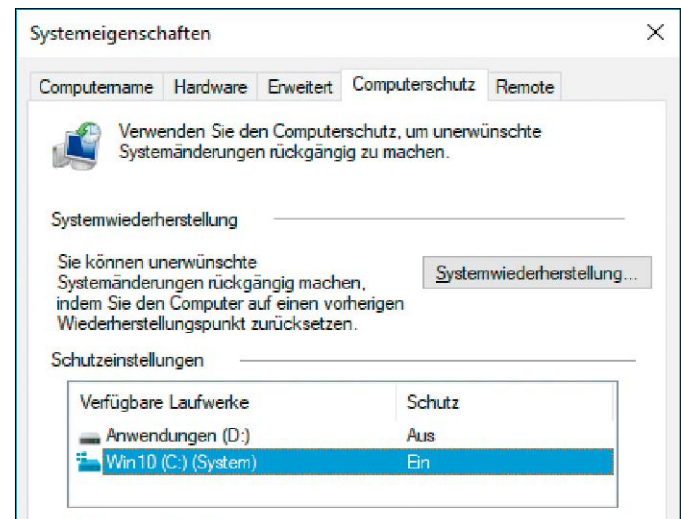 Systemeigenschaften
Computername Hardware Erweitert Computerschutz Remote
Verwenden Sie den Computerschutz, um unerwünschte
Systemänderungen rückgängig zu machen.
Systemwiederherstellung
Sie können unerwünschte
Systemänderungen rückgängig machen,
indem Sie den Computer auf einen vorherigen
Wiederherstellungspunkt zurücksetzen.
Systemwiederherstellung...
Schutzeinstellungen
Verfügbare Laufwerke Schutz
Anwendungen (D:) Aus
Win10 (C:) (System) Ein